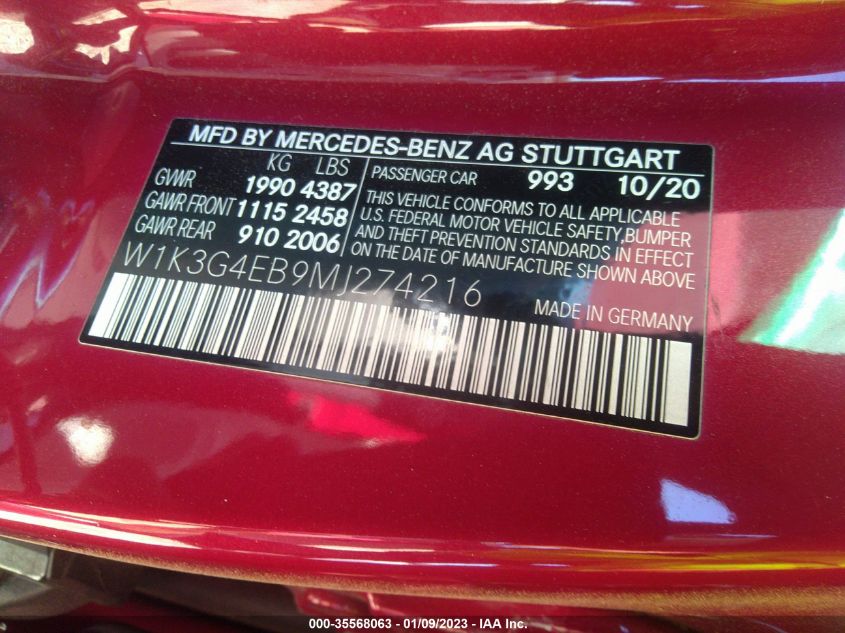 MFD BY MERCEDES-BENZ AG STUTTGART
KG LBS
GWWR 1990 4387
GAWR FRONT 1115 2458
GAWR REAR 910 2006
PASSENGER CAR 993 10/20
THIS VEHICLE CONFORMS TO ALL APPLICABLE
U.S. FEDERAL MOTOR VEHICLE SAFETY, BUMPER
AND THEFT PREVENTION STANDARDS IN EFFECT
ON THE DATE OF MANUFACTURE SHOWN ABOVE
W1K3G4EB9MJ274216
MADE IN GERMANY
000-35568063 - 01/09/2023 - IAA Inc.